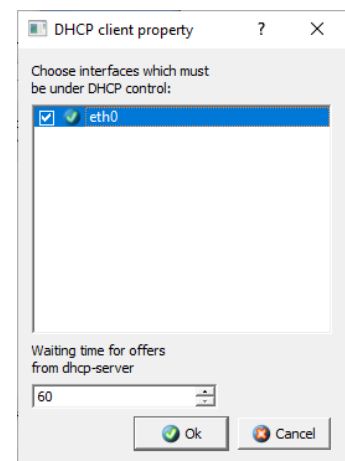 DHCP client property
Choose interfaces which must
be under DHCP control:
eth0
Waiting time for offers
from dhcp-server
60
Ok Cancel